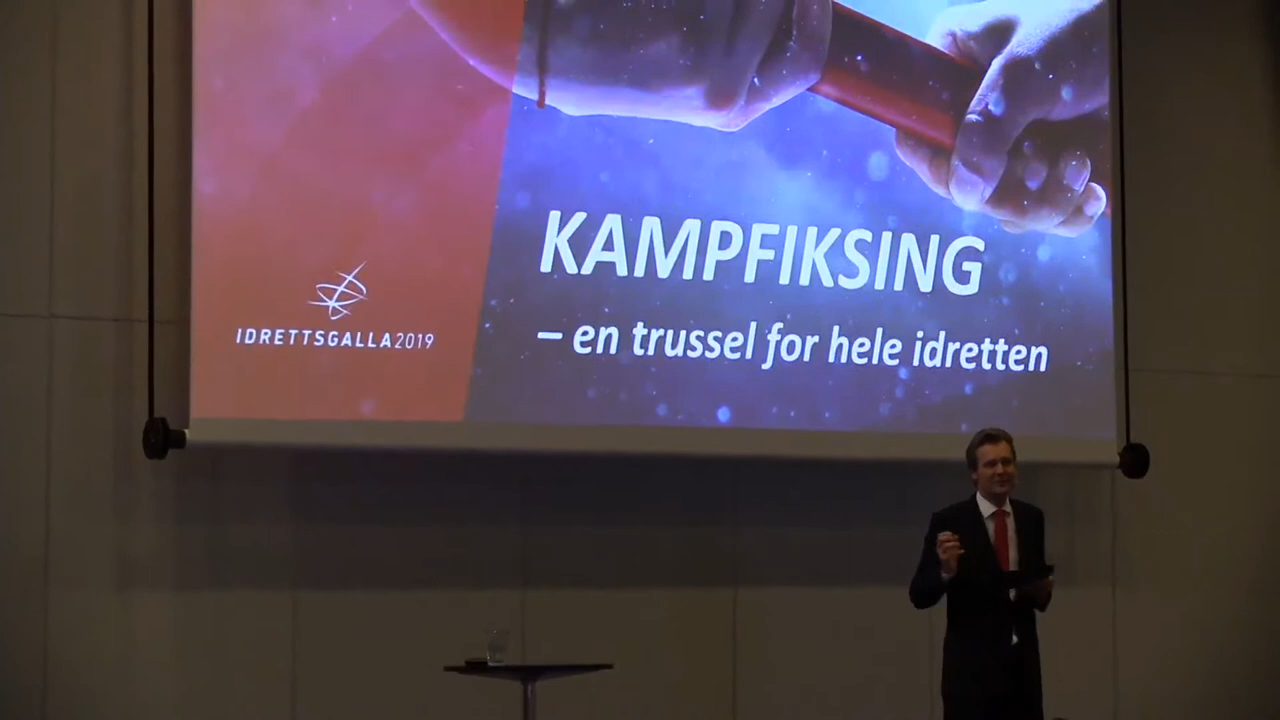 KAMPFIKSING
– en trussel for hele idretten
IDRETTSGALLA2019